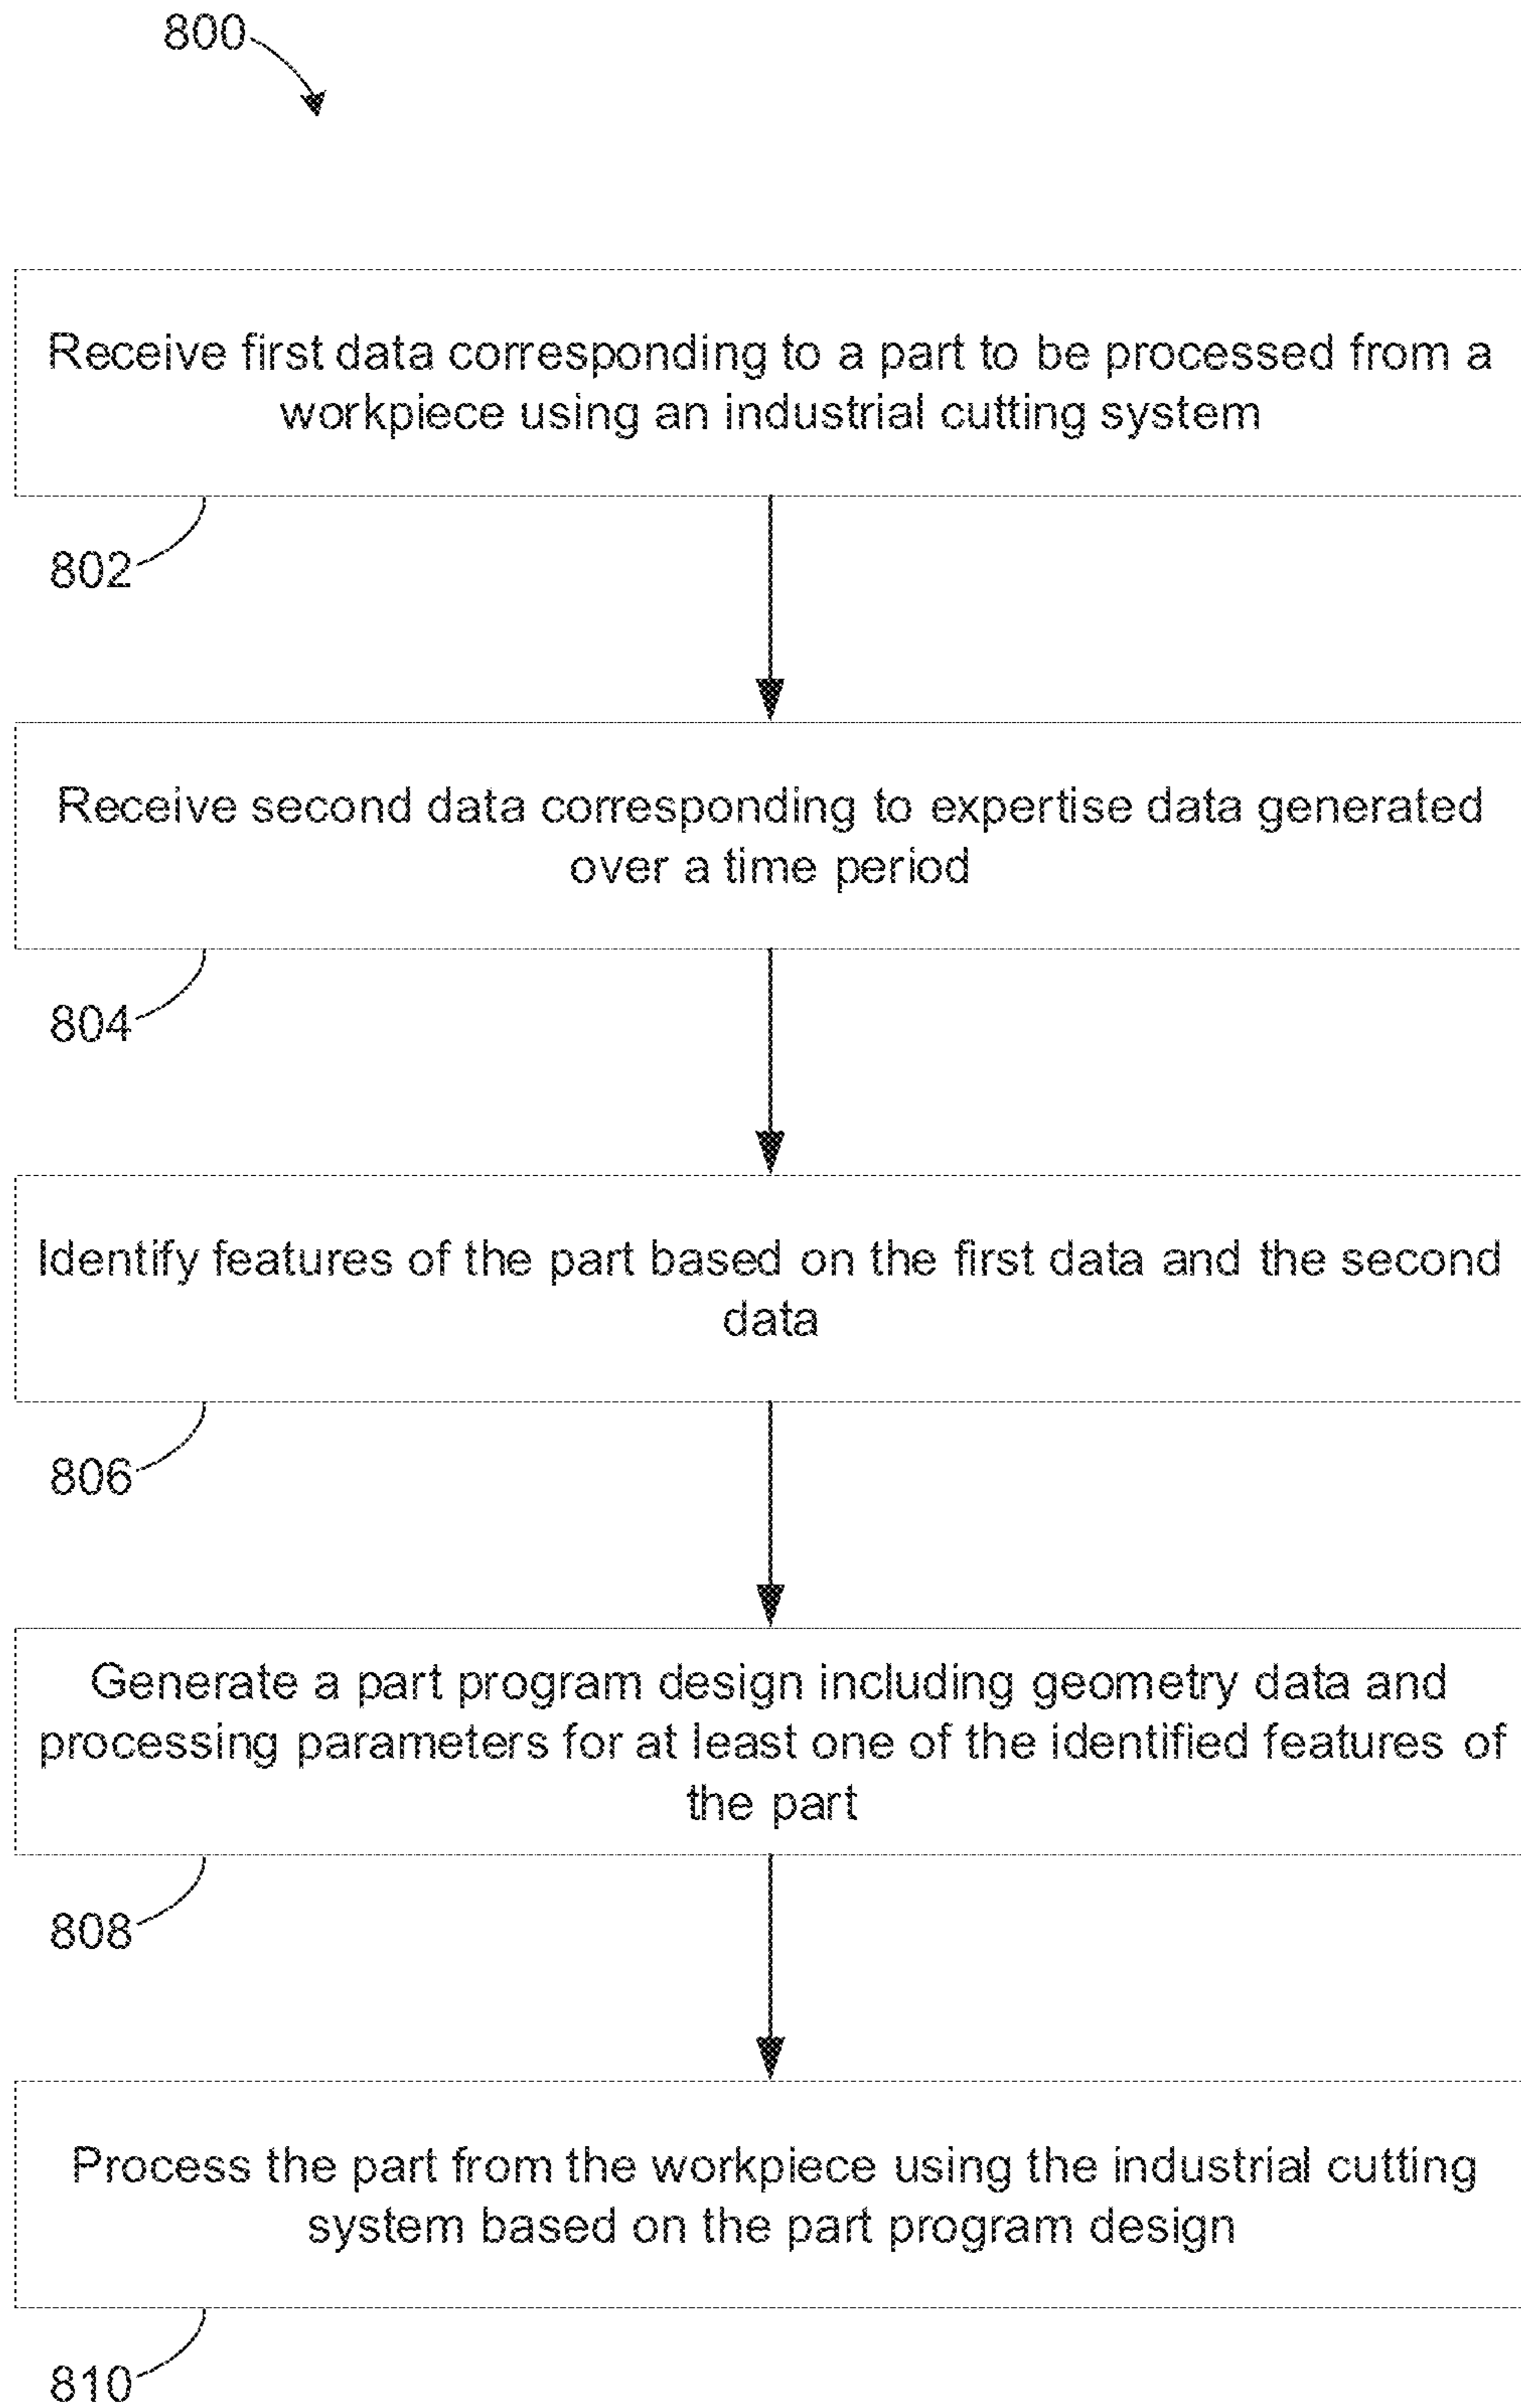 800
Receive first data corresponding to a part to be processed from a
workpiece using an industrial cutting system
802
Receive second data corresponding to expertise data generated
over a time period
804
Identify features of the part based on the first data and the second
data
806
Generate a part program design including geometry data and
processing parameters for at least one of the identified features of
the part
808
Process the part from the workpiece using the industrial cutting
system based on the part program design
810